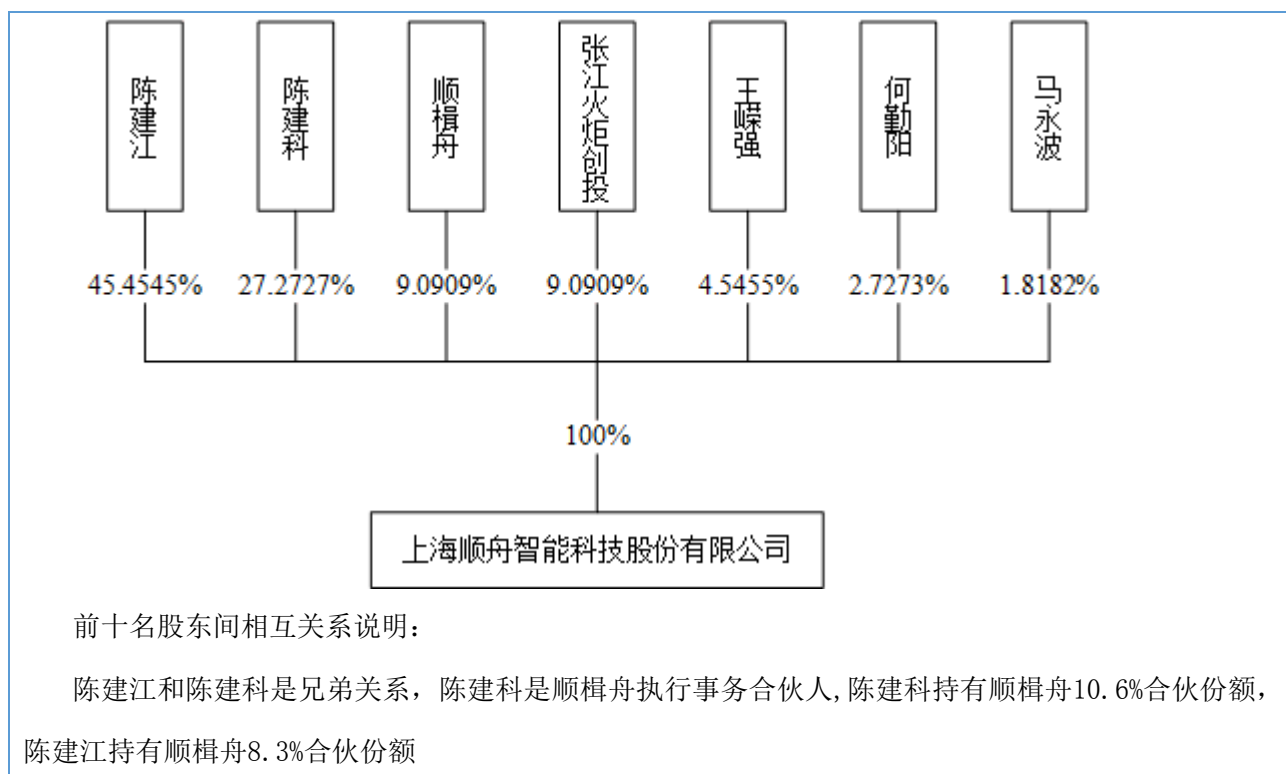 陈建江
陈建科
顺楫舟
张江火炬创投
王嵘强
何勤阳
马永波
45.4545% 27.2727% 9.0909% 9.0909% 4.5455% 2.7273% 1.8182%
100%
上海顺舟智能科技股份有限公司
前十名股东间相互关系说明：
陈建江和陈建科是兄弟关系，陈建科是顺楫舟执行事务合伙人,陈建科持有顺楫舟10.6%合伙份额，
陈建江持有顺楫舟8.3%合伙份额